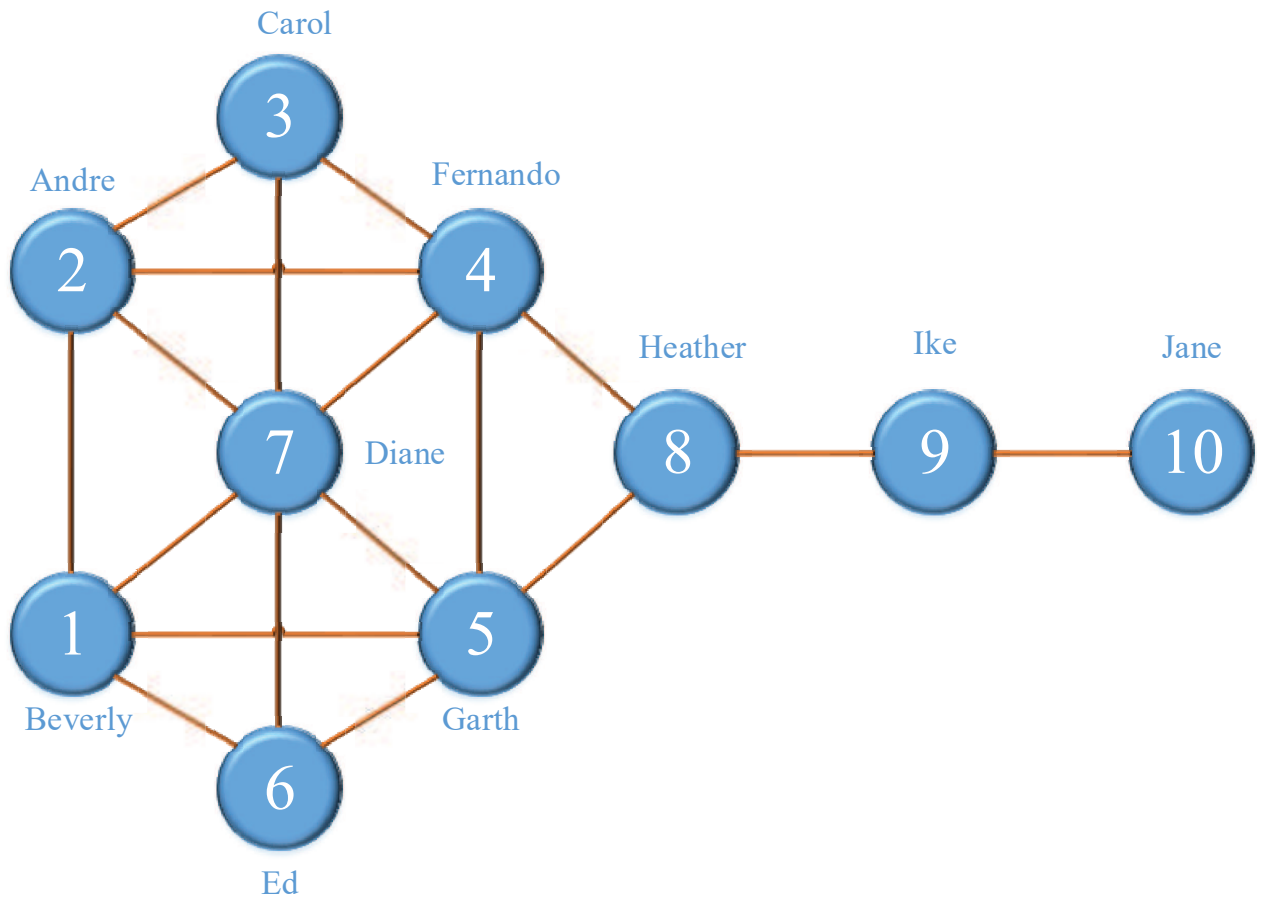 Carol
3
Andre
Fernando
2
4
Heather
Ike
Jane
7
Diane
8
9
10
1
5
Beverly
Garth
6
Ed